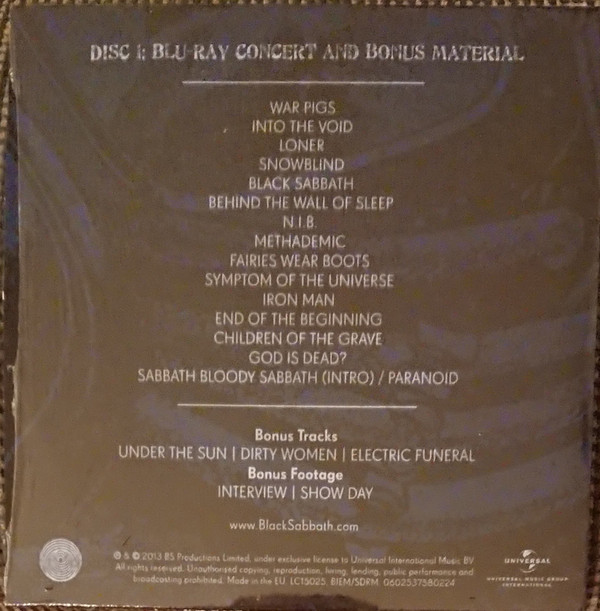 DISC 1: BLU-RAY CONCERT AND BONUS MATERIAL
WAR PIGS
INTO THE VOID
LONER
SNOWBLIND
BLACK SABBATH
BEHIND THE WALL OF SLEEP
N.I.B.
METHADEMIC
FAIRIES WEAR BOOTS
SYMPTOM OF THE UNIVERSE
IRON MAN
END OF THE BEGINNING
CHILDREN OF THE GRAVE
GOD IS DEAD?
SABBATH BLOODY SABBATH (INTRO) / PARANOID
Bonus Tracks
UNDER THE SUN | DIRTY WOMEN | ELECTRIC FUNERAL
Bonus Footage
INTERVIEW | SHOW DAY
www.BlackSabbath.com
℗ & © 2013 BS Productions Limited, under exclusive license to Universal International Music BV
All rights reserved. Unauthorised copying, reproduction, hiring, lending, public performance and
broadcasting prohibited. Made in the EU. LC15025. BIEM/SDRM. 0602537580224
UNIVERSAL
UNIVERSAL MUSIC GROUP
INTERNATIONAL